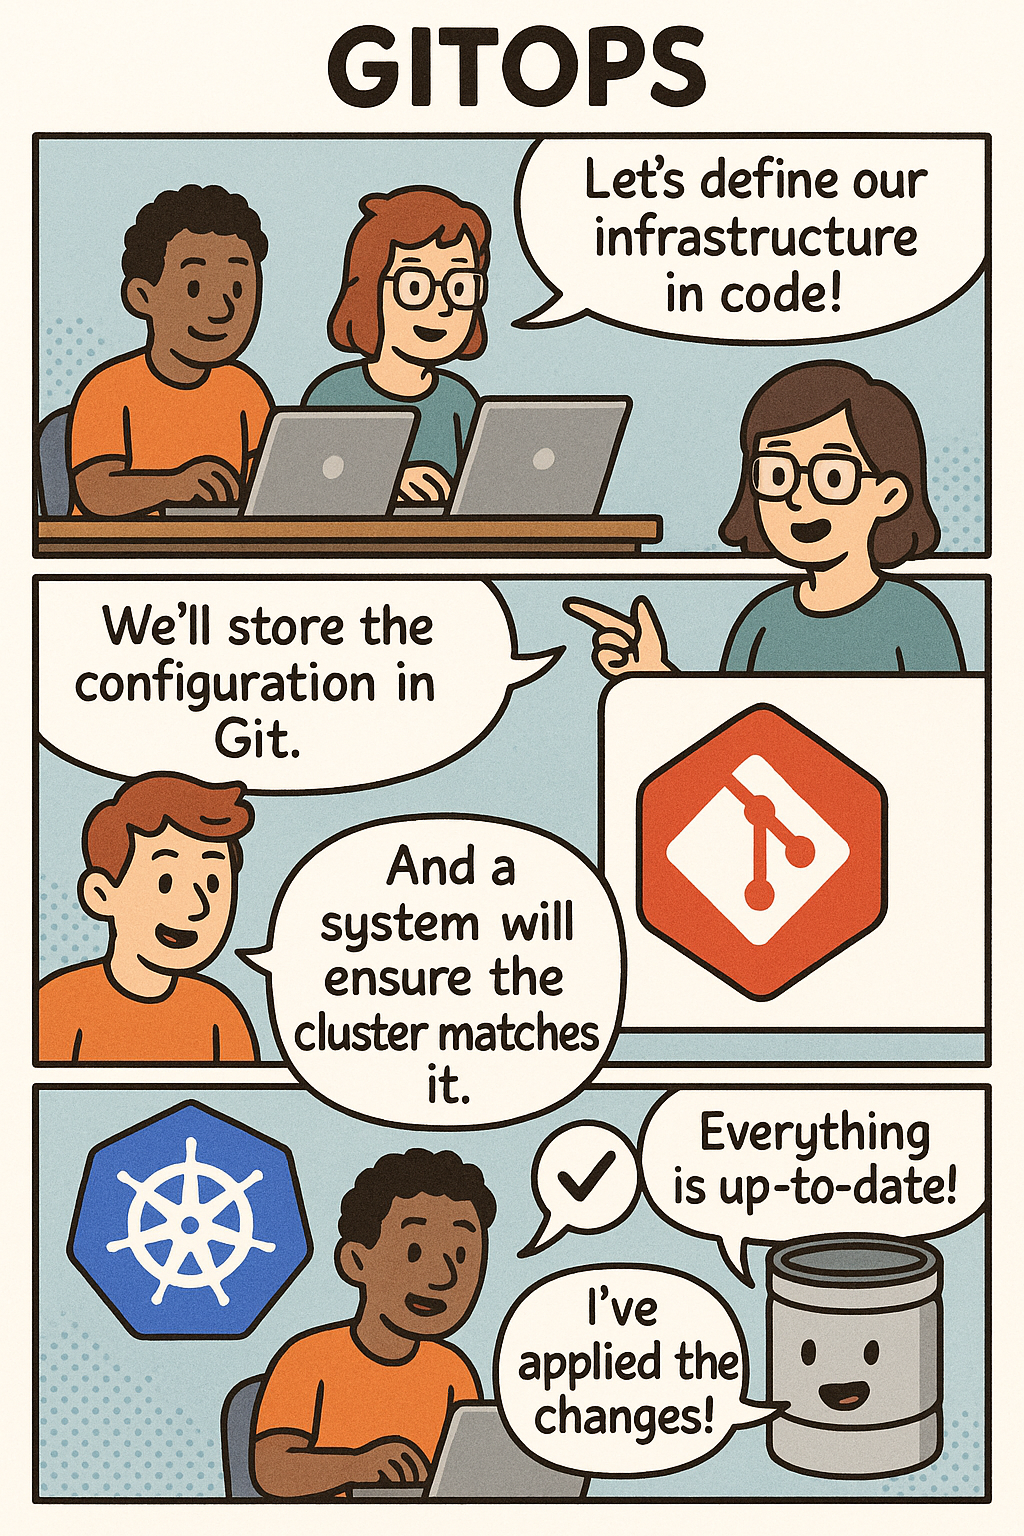 GITOPS
Let's define our
infrastructure
in code!
We'll store the
configuration in
Git.
And a
system will
ensure the
cluster matches
it.
Everything
is up-to-date!
I've
applied the
changes!